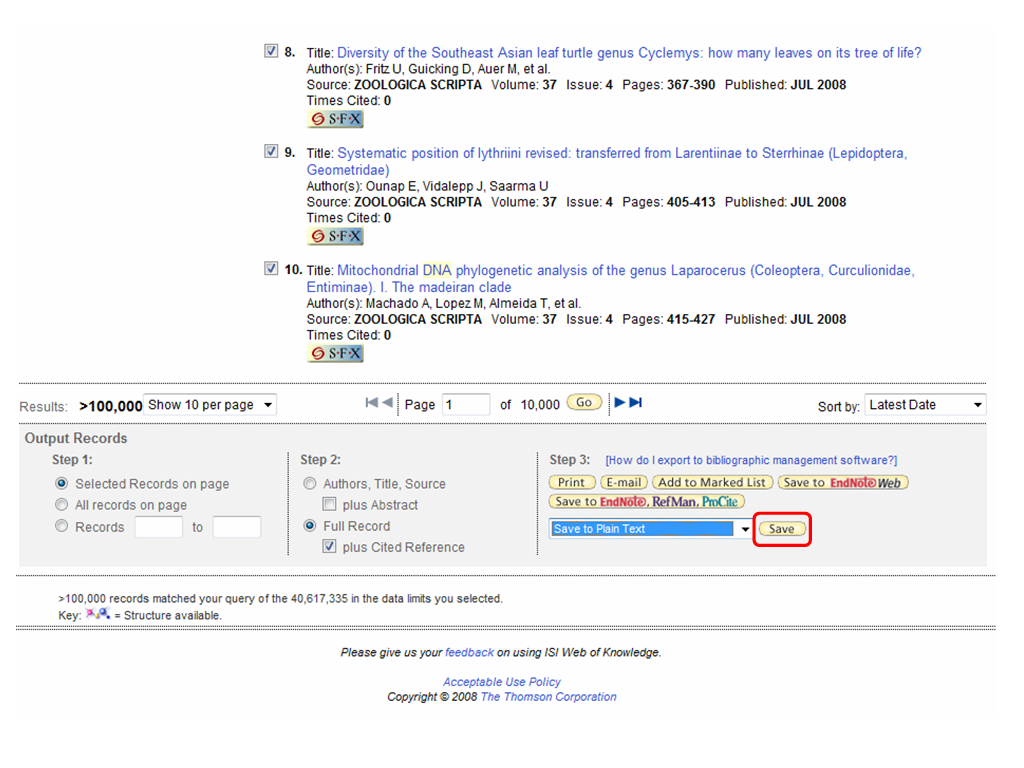 8. Title: Diversity of the Southeast Asian leaf turtle genus Cyclemys: how many leaves on its tree of life?
Author(s): Fritz U, Guicking D, Auer M, et al.
Source: ZOOLOGICA SCRIPTA Volume: 37 Issue: 4 Pages: 367-390 Published: JUL 2008
Times Cited: 0
S·F·X
9. Title: Systematic position of lythriini revised: transferred from Larentiinae to Sterrhinae (Lepidoptera,
Geometridae)
Author(s): Ounap E, Vidalepp J, Saarma U
Source: ZOOLOGICA SCRIPTA Volume: 37 Issue: 4 Pages: 405-413 Published: JUL 2008
Times Cited: 0
S·F·X
10. Title: Mitochondrial DNA phylogenetic analysis of the genus Laparocerus (Coleoptera, Curculionidae,
Entiminae). I. The madeiran clade
Author(s): Machado A, Lopez M, Almeida T, et al.
Source: ZOOLOGICA SCRIPTA Volume: 37 Issue: 4 Pages: 415-427 Published: JUL 2008
Times Cited: 0
S·F·X
Results: >100,000 Show 10 per page Page 1 of 10,000 Go Sort by: Latest Date
Output Records
Step 1: Step 2: Step 3: [How do I export to bibliographic management software?]
Selected Records on page Authors, Title, Source Print E-mail Add to Marked List Save to EndNote Web
All records on page plus Abstract Save to EndNote, RefMan, ProCite
Records to Full Record Save to Plain Text Save
plus Cited Reference
>100,000 records matched your query of the 40,617,335 in the data limits you selected.
Key: = Structure available.
Please give us your feedback on using ISI Web of Knowledge.
Acceptable Use Policy
Copyright © 2008 The Thomson Corporation